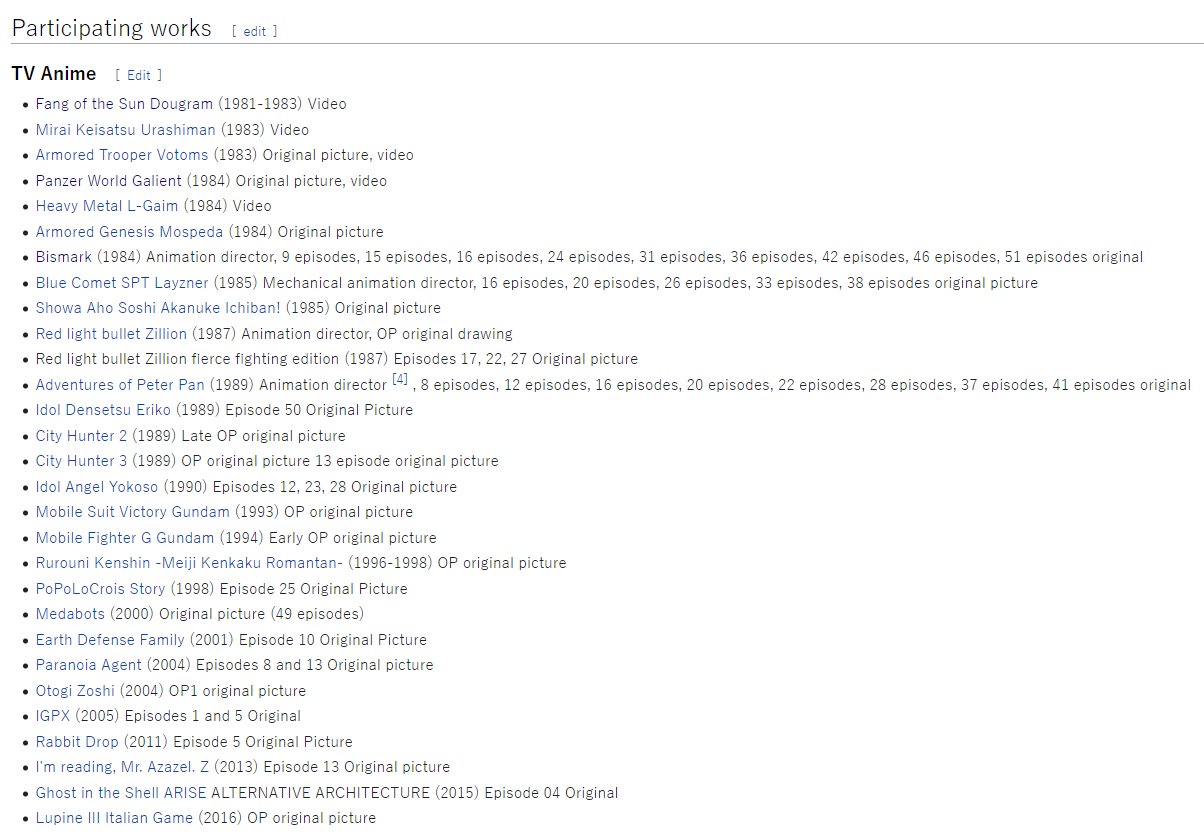 Participating works [ edit ]
TV Anime [ Edit ]
• Fang of the Sun Dougram (1981-1983) Video
• Mirai Keisatsu Urashiman (1983) Video
• Armored Trooper Votoms (1983) Original picture, video
• Panzer World Galient (1984) Original picture, video
• Heavy Metal L-Gaim (1984) Video
• Armored Genesis Mospeda (1984) Original picture
• Bismark (1984) Animation director, 9 episodes, 15 episodes, 16 episodes, 24 episodes, 31 episodes, 36 episodes, 42 episodes, 46 episodes, 51 episodes original
• Blue Comet SPT Layzner (1985) Mechanical animation director, 16 episodes, 20 episodes, 26 episodes, 33 episodes, 38 episodes original picture
• Showa Aho Soshi Akanuke Ichiban! (1985) Original picture
• Red light bullet Zillion (1987) Animation director, OP original drawing
• Red light bullet Zillion fierce fighting edition (1987) Episodes 17, 22, 27 Original picture
• Adventures of Peter Pan (1989) Animation director [4] , 8 episodes, 12 episodes, 16 episodes, 20 episodes, 22 episodes, 28 episodes, 37 episodes, 41 episodes original
• Idol Densetsu Eriko (1989) Episode 50 Original Picture
• City Hunter 2 (1989) Late OP original picture
• City Hunter 3 (1989) OP original picture 13 episode original picture
• Idol Angel Yokoso (1990) Episodes 12, 23, 28 Original picture
• Mobile Suit Victory Gundam (1993) OP original picture
• Mobile Fighter G Gundam (1994) Early OP original picture
• Rurouni Kenshin -Meiji Kenkaku Romantan- (1996-1998) OP original picture
• PoPoLoCrois Story (1998) Episode 25 Original Picture
• Medabots (2000) Original picture (49 episodes)
• Earth Defense Family (2001) Episode 10 Original Picture
• Paranoia Agent (2004) Episodes 8 and 13 Original picture
• Otogi Zoshi (2004) OP1 original picture
• IGPX (2005) Episodes 1 and 5 Original
• Rabbit Drop (2011) Episode 5 Original Picture
• I'm reading, Mr. Azazel. Z (2013) Episode 13 Original picture
• Ghost in the Shell ARISE ALTERNATIVE ARCHITECTURE (2015) Episode 04 Original
• Lupine III Italian Game (2016) OP original picture